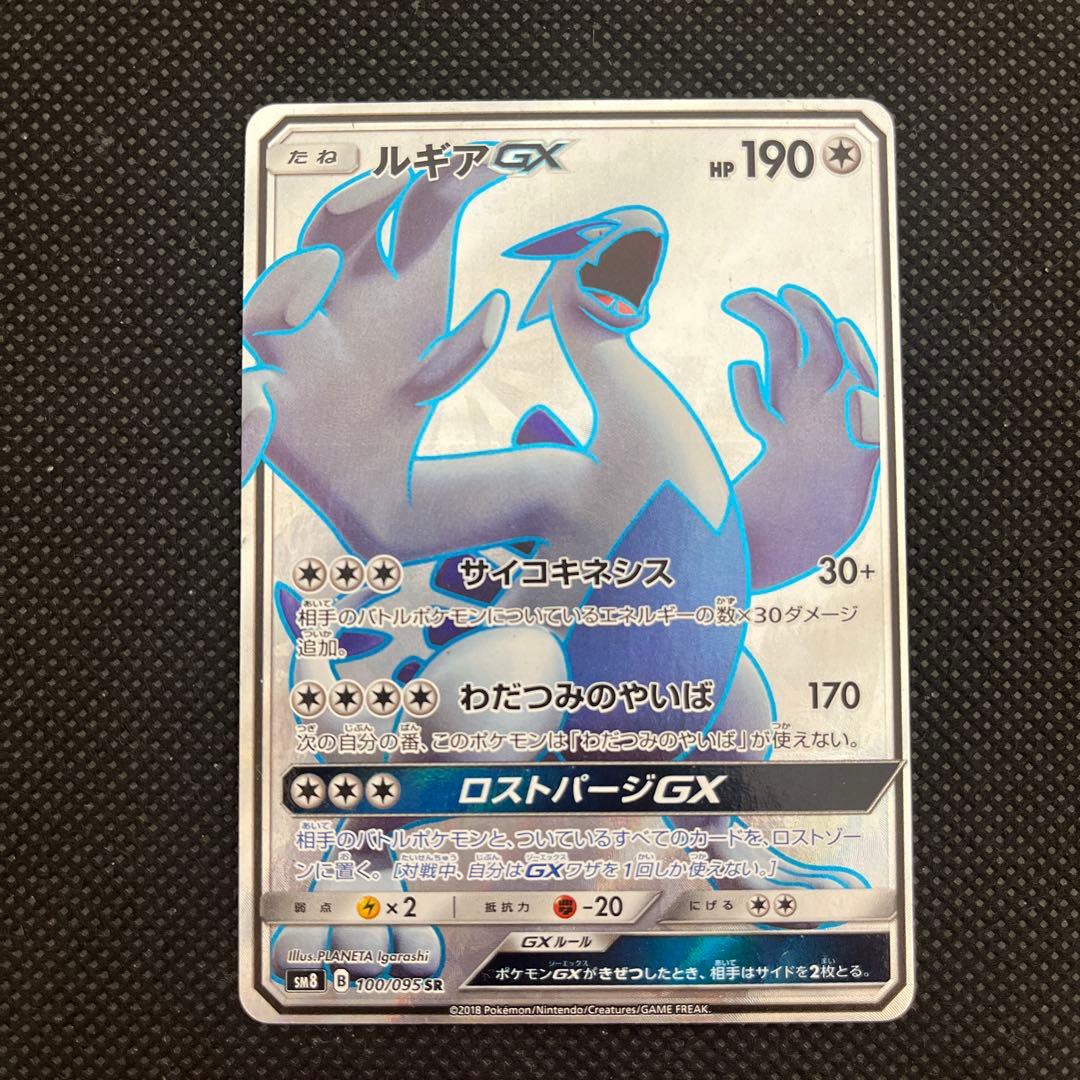 たね ルギアGX HP 190
サイコキネシス 30+
相手のバトルポケモンについているエネルギーの数×30ダメージ
追加。
わだつみのやいば 170
次の自分の番、このポケモンは「わだつみのやいば」が使えない。
ロストパージGX
相手のバトルポケモンと、ついているすべてのカードを、ロストゾー
ンに置く。[対戦中、自分はGXワザを1回しか使えない。]
弱点 ×2 抵抗力 -20 にげる
GXルール
ポケモンGXがきぜつしたとき、相手はサイドを2枚とる。
Illus.PLANETA Igarashi
SM8 B 100/095 SR
©2018 Pokémon/Nintendo/Creatures/GAME FREAK.